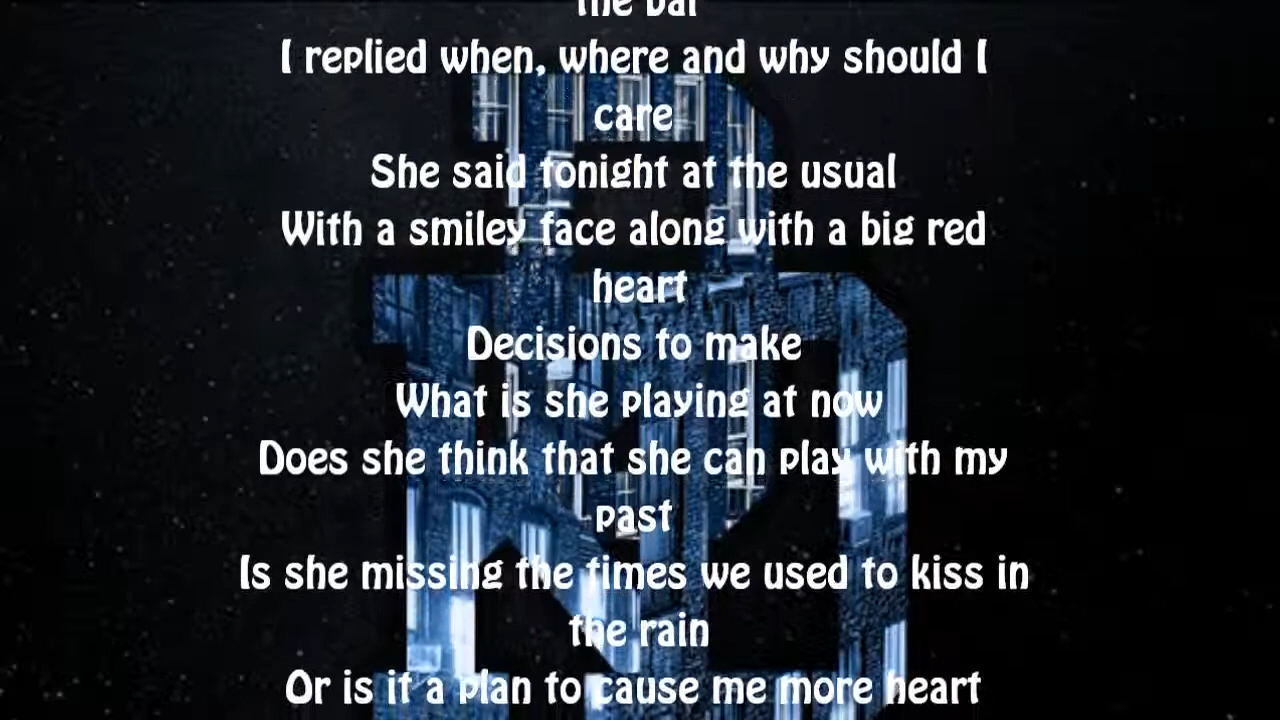 the bar
I replied when, where and why should I
care
She said tonight at the usual
With a smiley face along with a big red
heart
Decisions to make
What is she playing at now
Does she think that she can play with my
past
Is she missing the times we used to kiss in
the rain
Or is it a plan to cause me more heart